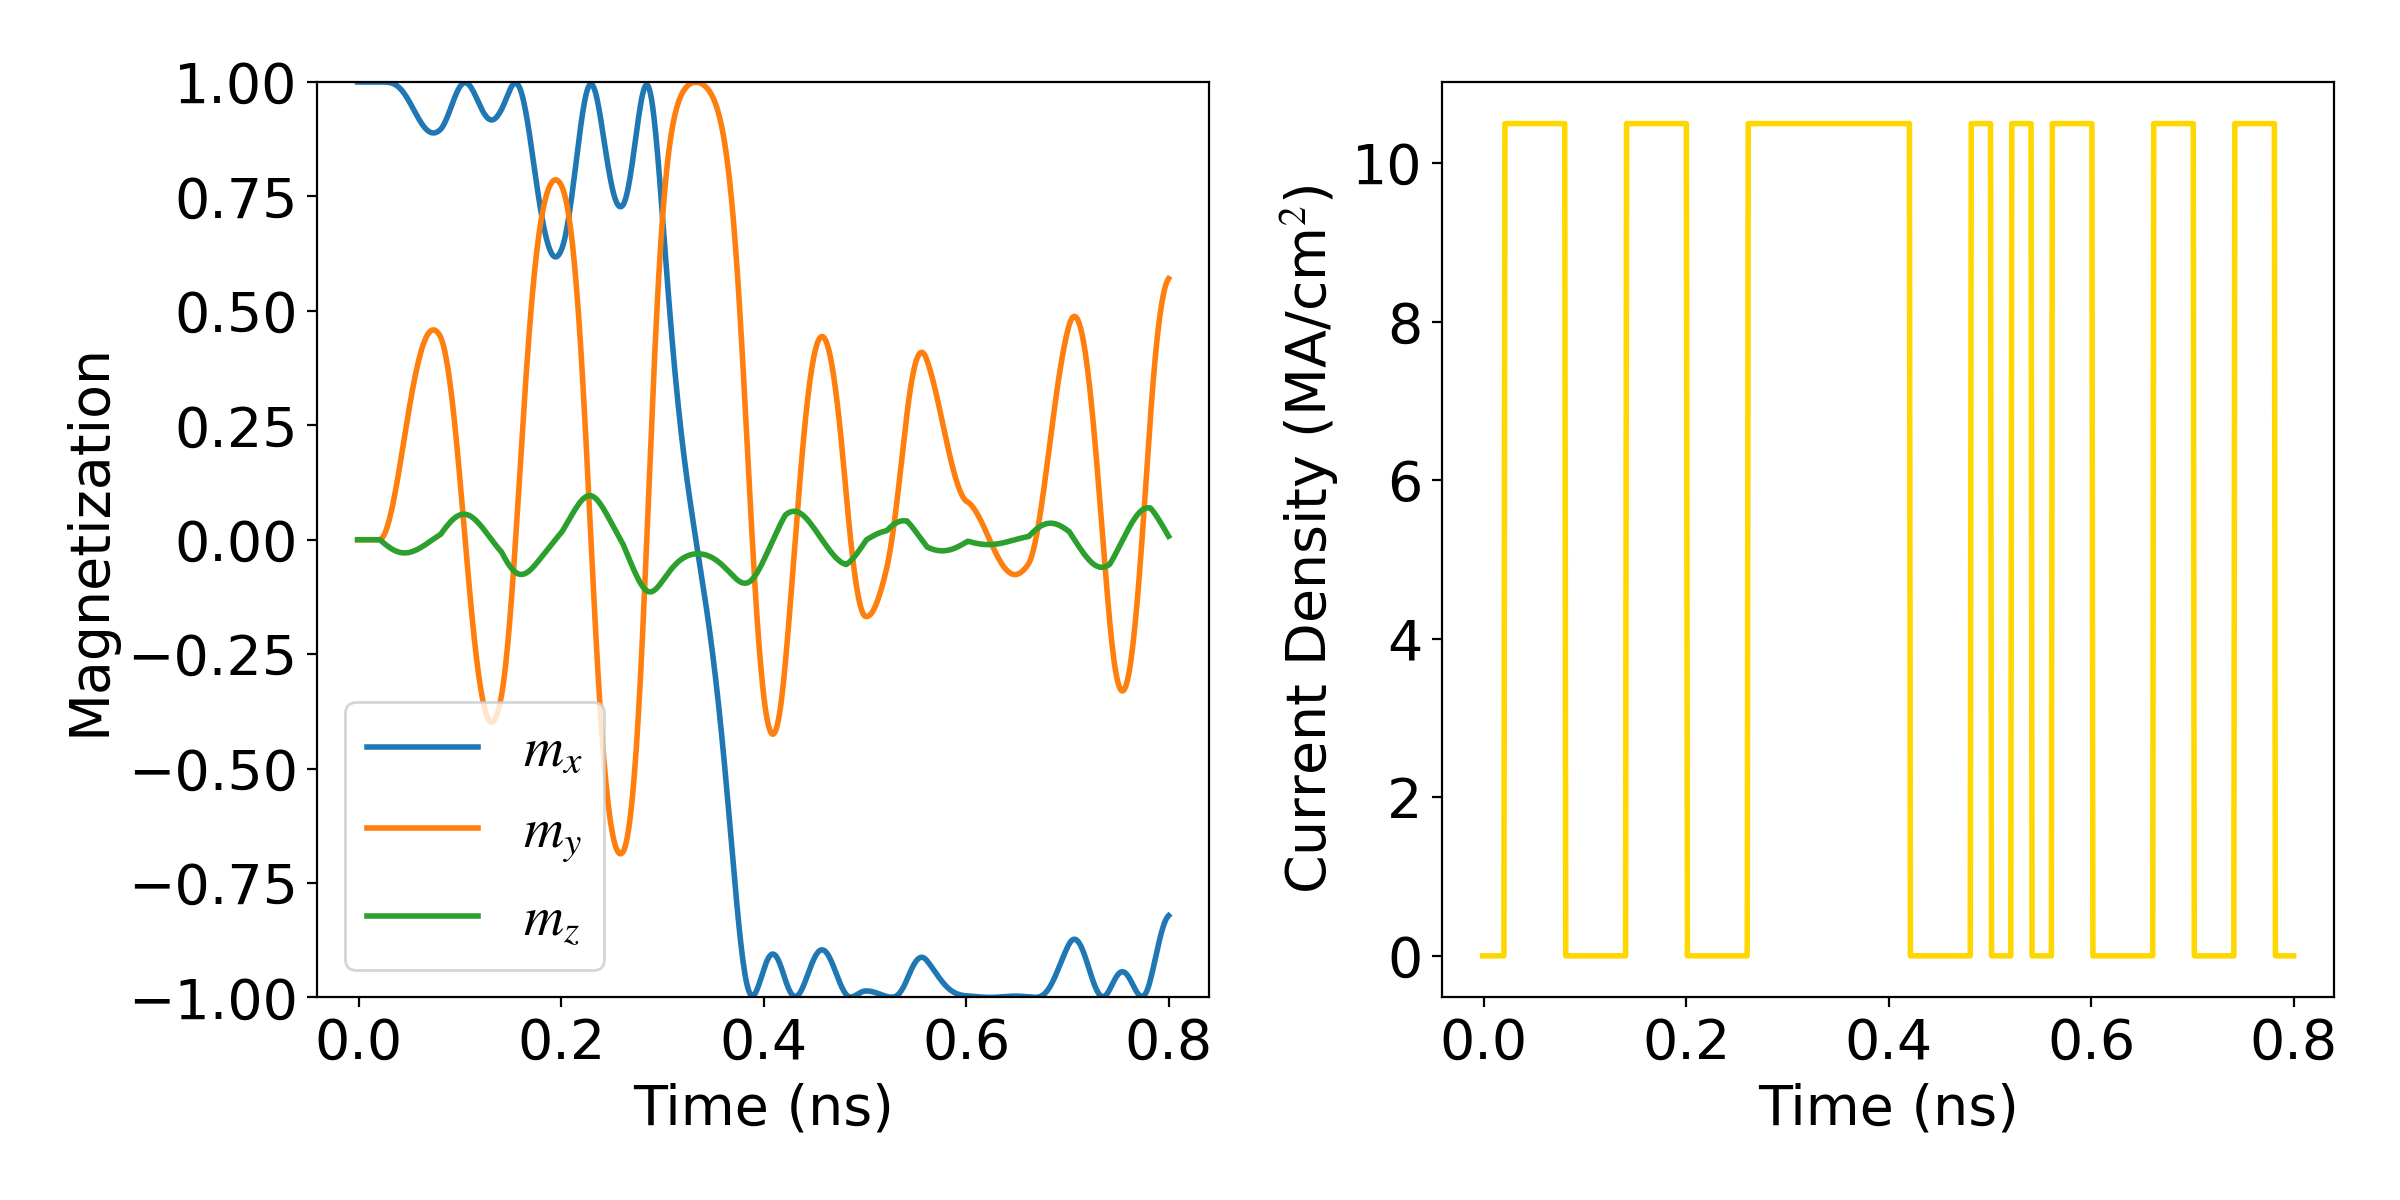 1.00
0.75
0.50
0.25
0.00
−0.25
−0.50
−0.75
−1.00
Magnetization
m_x
m_y
m_z
0.0 0.2 0.4 0.6 0.8
Time (ns)
10
8
6
4
2
0
Current Density (MA/cm²)
0.0 0.2 0.4 0.6 0.8
Time (ns)